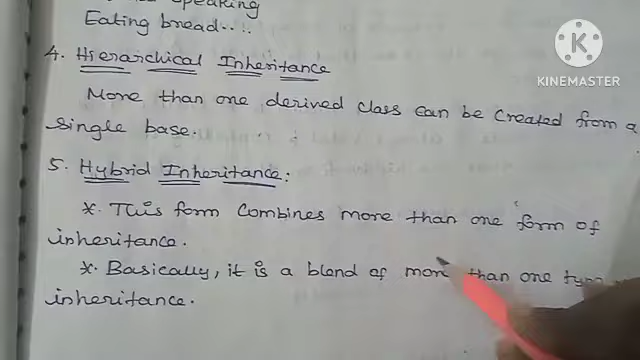 speaking
Eating bread.....
4. Hierarchical Inheritance
More than one derived class can be created from a
single base.
5. Hybrid Inheritance:
*. This form combines more than one form of
inheritance.
*. Basically, it is a blend of more than one type
inheritance.
K
KINEMASTER